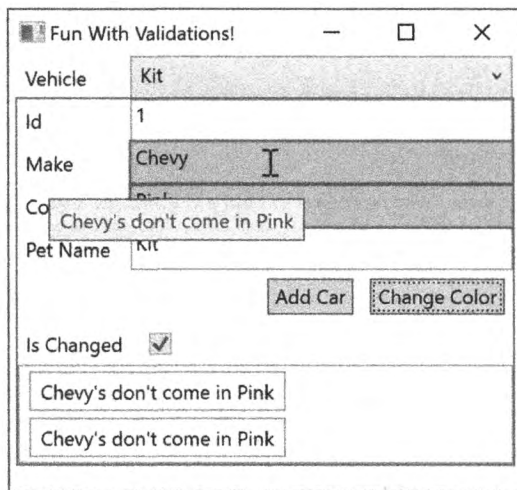 Fun With Validations!
Vehicle Kit
Id 1
Make Chevy
Co
Chevy's don't come in Pink
Pet Name Kit
Add Car Change Color
Is Changed
Chevy's don't come in Pink
Chevy's don't come in Pink